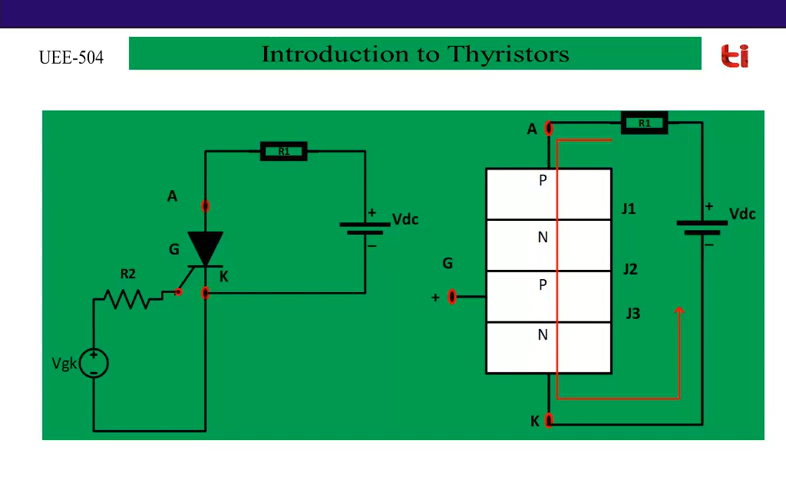 UEE-504
Introduction to Thyristors
ti
R1
A
+
Vdc
−
G
K
R2
Vgk
+
−
A
R1
P
J1
N
+
Vdc
−
G
J2
+
P
J3
N
K